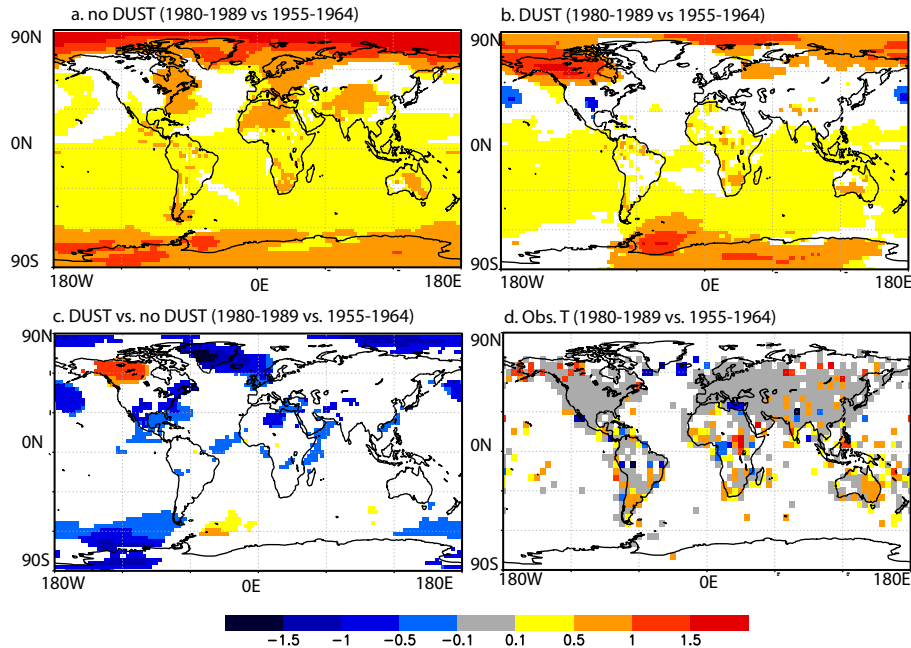 a. no DUST (1980-1989 vs 1955-1964)
b. DUST (1980-1989 vs 1955-1964)
90N
0N
90S
180W
0E
180E
90N
0N
90S
180W
0E
180E
c. DUST vs. no DUST (1980-1989 vs. 1955-1964)
d. Obs. T (1980-1989 vs. 1955-1964)
90N
0N
90S
180W
0E
180E
90N
0N
90S
180W
0E
180E
-1.5 -1 -0.5 -0.1 0.1 0.5 1 1.5